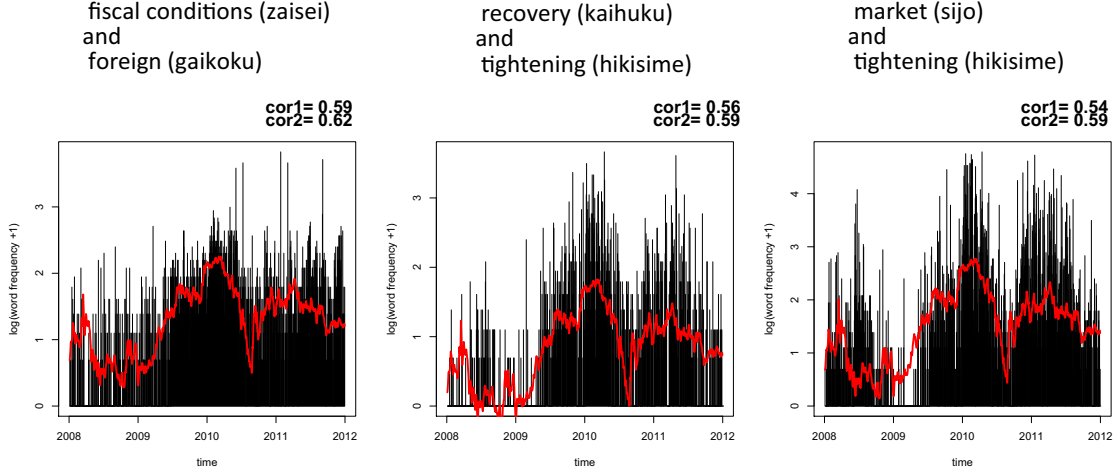 fiscal conditions (zaisei)
and
foreign (gaikoku)
cor1= 0.59
cor2= 0.62
log(word frequency +1)
3
2
1
0
2008 2009 2010 2011 2012
time
recovery (kaihuku)
and
tightening (hikisime)
cor1= 0.56
cor2= 0.59
log(word frequency +1)
3
2
1
0
2008 2009 2010 2011 2012
time
market (sijo)
and
tightening (hikisime)
cor1= 0.54
cor2= 0.59
log(word frequency +1)
4
3
2
1
0
2008 2009 2010 2011 2012
time